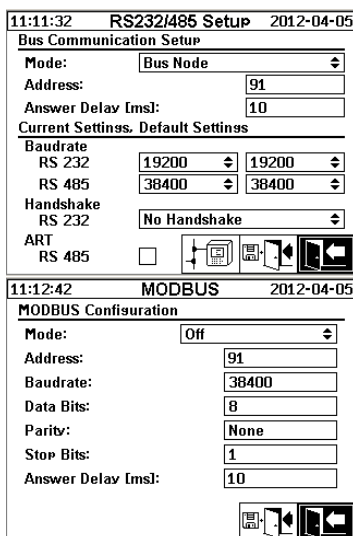 11:11:32 RS232/485 Setup 2012-04-05
Bus Communication Setup
Mode: Bus Node
Address: 91
Answer Delay [ms]: 10
Current Settings, Default Settings
Baudrate
RS 232 19200 19200
RS 485 38400 38400
Handshake
RS 232 No Handshake
ART
RS 485
11:12:42 MODBUS 2012-04-05
MODBUS Configuration
Mode: Off
Address: 91
Baudrate: 38400
Data Bits: 8
Parity: None
Stop Bits: 1
Answer Delay [ms]: 10